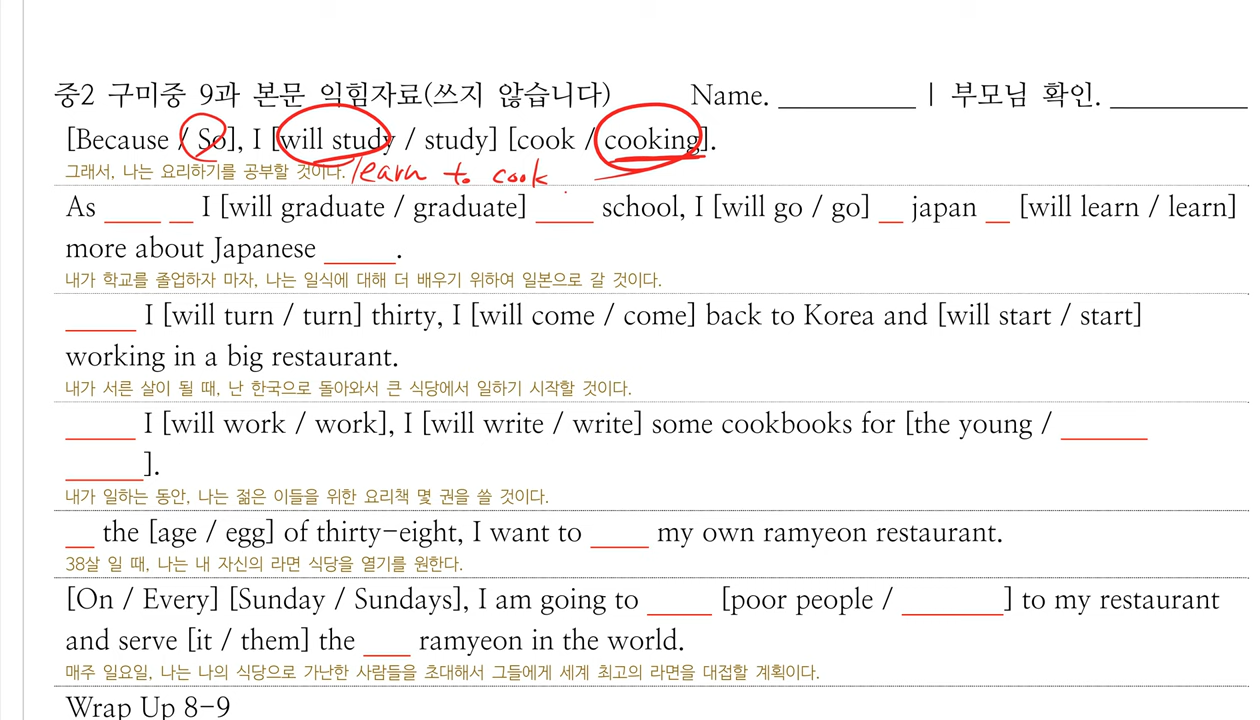 중2 구미중 9과 본문 익힘자료(쓰지 않습니다) Name. __________ | 부모님 확인. __________
[Because / So], I [will study / study] [cook / cooking].
그래서, 나는 요리하기를 공부할 것이다. learn to cook
As ____ __ I [will graduate / graduate] ____ school, I [will go / go] __ japan __ [will learn / learn]
more about Japanese _____.
내가 학교를 졸업하자 마자, 나는 일식에 대해 더 배우기 위하여 일본으로 갈 것이다.
_____ I [will turn / turn] thirty, I [will come / come] back to Korea and [will start / start]
working in a big restaurant.
내가 서른 살이 될 때, 난 한국으로 돌아와서 큰 식당에서 일하기 시작할 것이다.
_____ I [will work / work], I [will write / write] some cookbooks for [the young / ______
______].
내가 일하는 동안, 나는 젊은 이들을 위한 요리책 몇 권을 쓸 것이다.
__ the [age / egg] of thirty-eight, I want to ____ my own ramyeon restaurant.
38살 일 때, 나는 내 자신의 라면 식당을 열기를 원한다.
[On / Every] [Sunday / Sundays], I am going to _____ [poor people / _______] to my restaurant
and serve [it / them] the ___ ramyeon in the world.
매주 일요일, 나는 나의 식당으로 가난한 사람들을 초대해서 그들에게 세계 최고의 라면을 대접할 계획이다.
Wrap Up 8-9